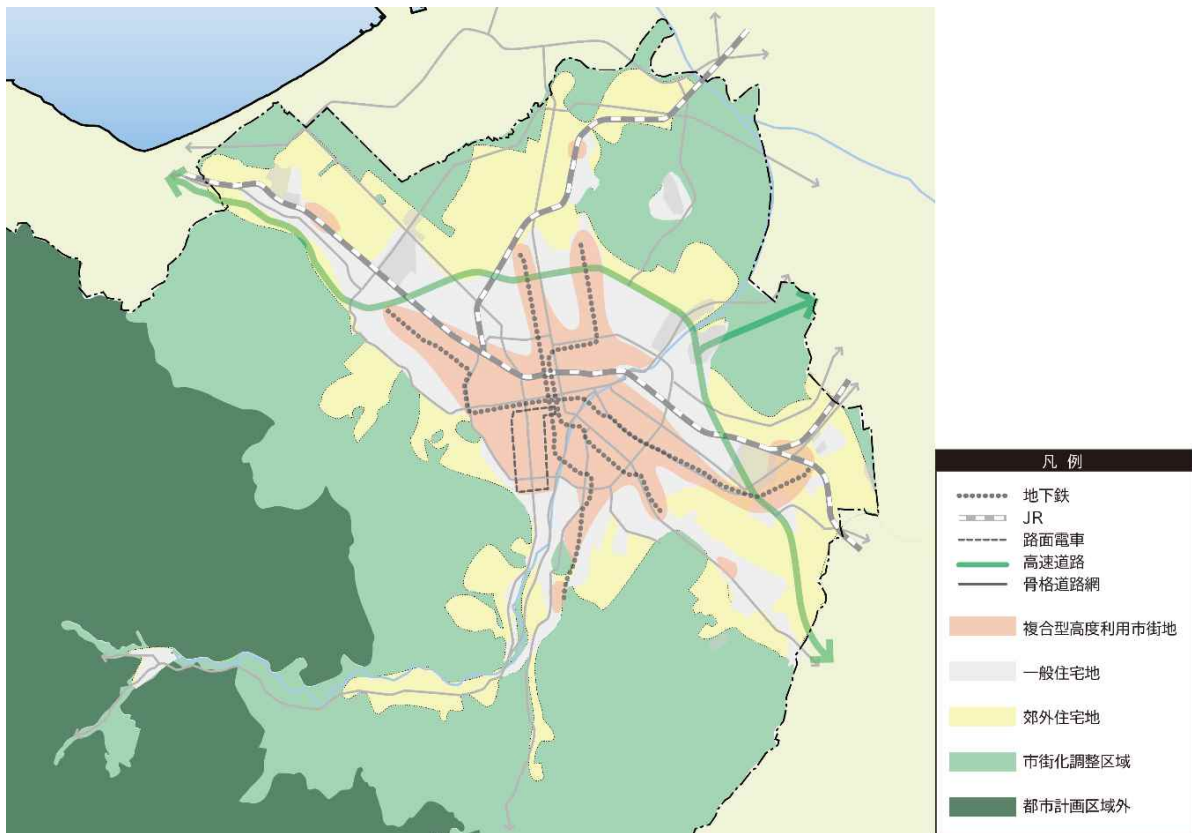 凡例
地下鉄
JR
路面電車
高速道路
骨格道路網
複合型高度利用市街地
一般住宅地
郊外住宅地
市街化調整区域
都市計画区域外